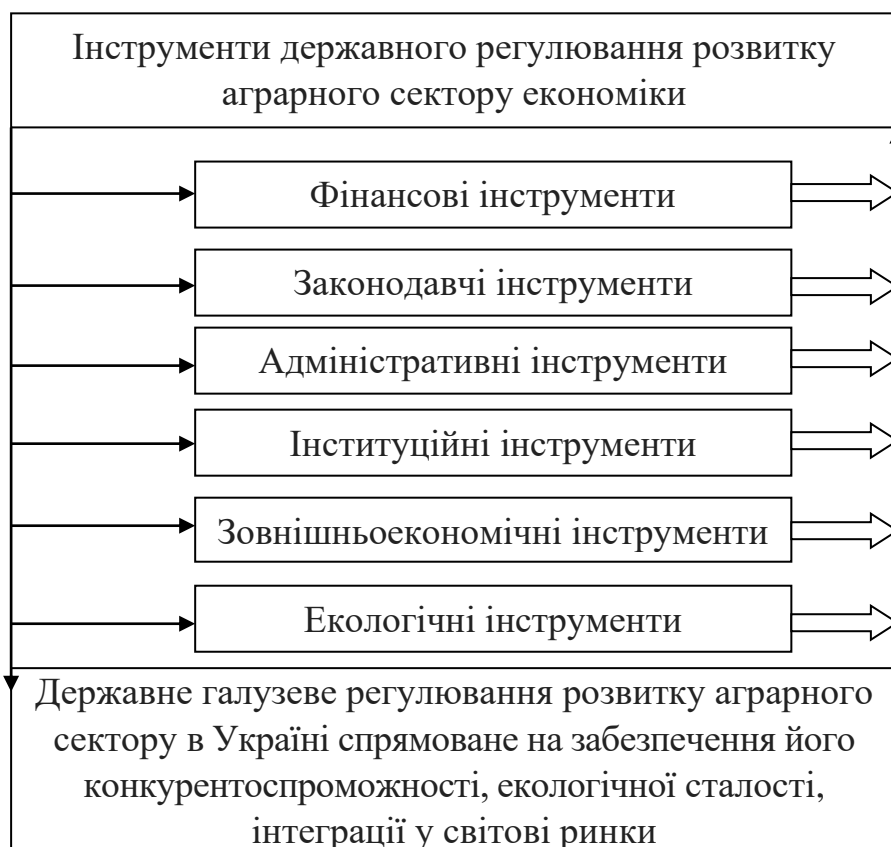 Інструменти державного регулювання розвитку
аграрного сектору економіки
Фінансові інструменти
Законодавчі інструменти
Адміністративні інструменти
Інституційні інструменти
Зовнішньоекономічні інструменти
Екологічні інструменти
Державне галузеве регулювання розвитку аграрного
сектору в Україні спрямоване на забезпечення його
конкурентоспроможності, екологічної сталості,
інтеграції у світові ринки